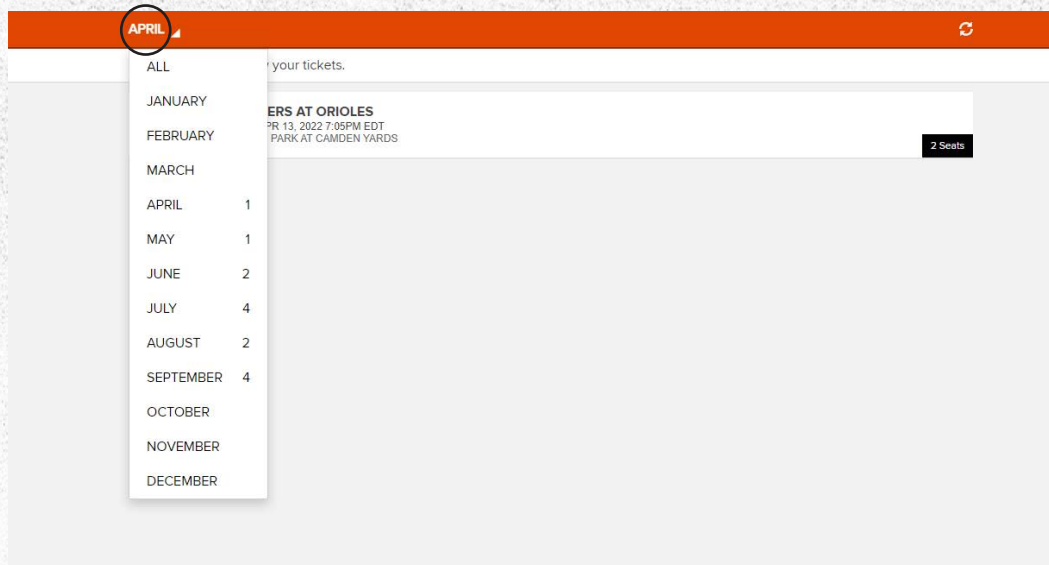 APRIL
ALL
your tickets.
JANUARY
ERS AT ORIOLES
PR 13, 2022 7:05PM EDT
FEBRUARY
PARK AT CAMDEN YARDS
2 Seats
MARCH
APRIL 1
MAY 1
JUNE 2
JULY 4
AUGUST 2
SEPTEMBER 4
OCTOBER
NOVEMBER
DECEMBER